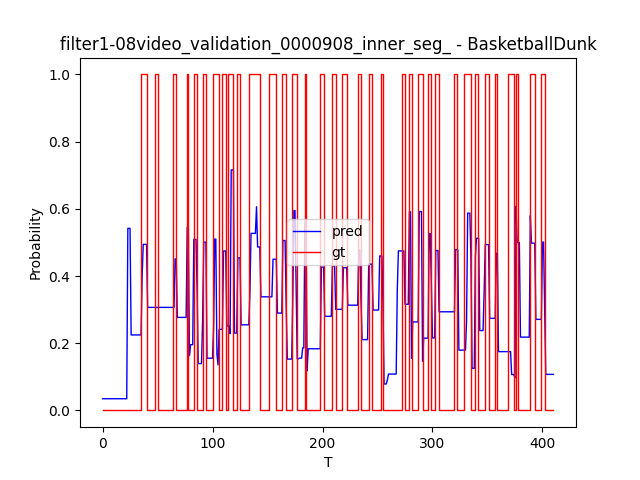 filter1-08video_validation_0000908_inner_seg_ - BasketballDunk
1.0
0.8
0.6
0.4
0.2
0.0
Probability
pred
gt
0
100
200
300
400
T